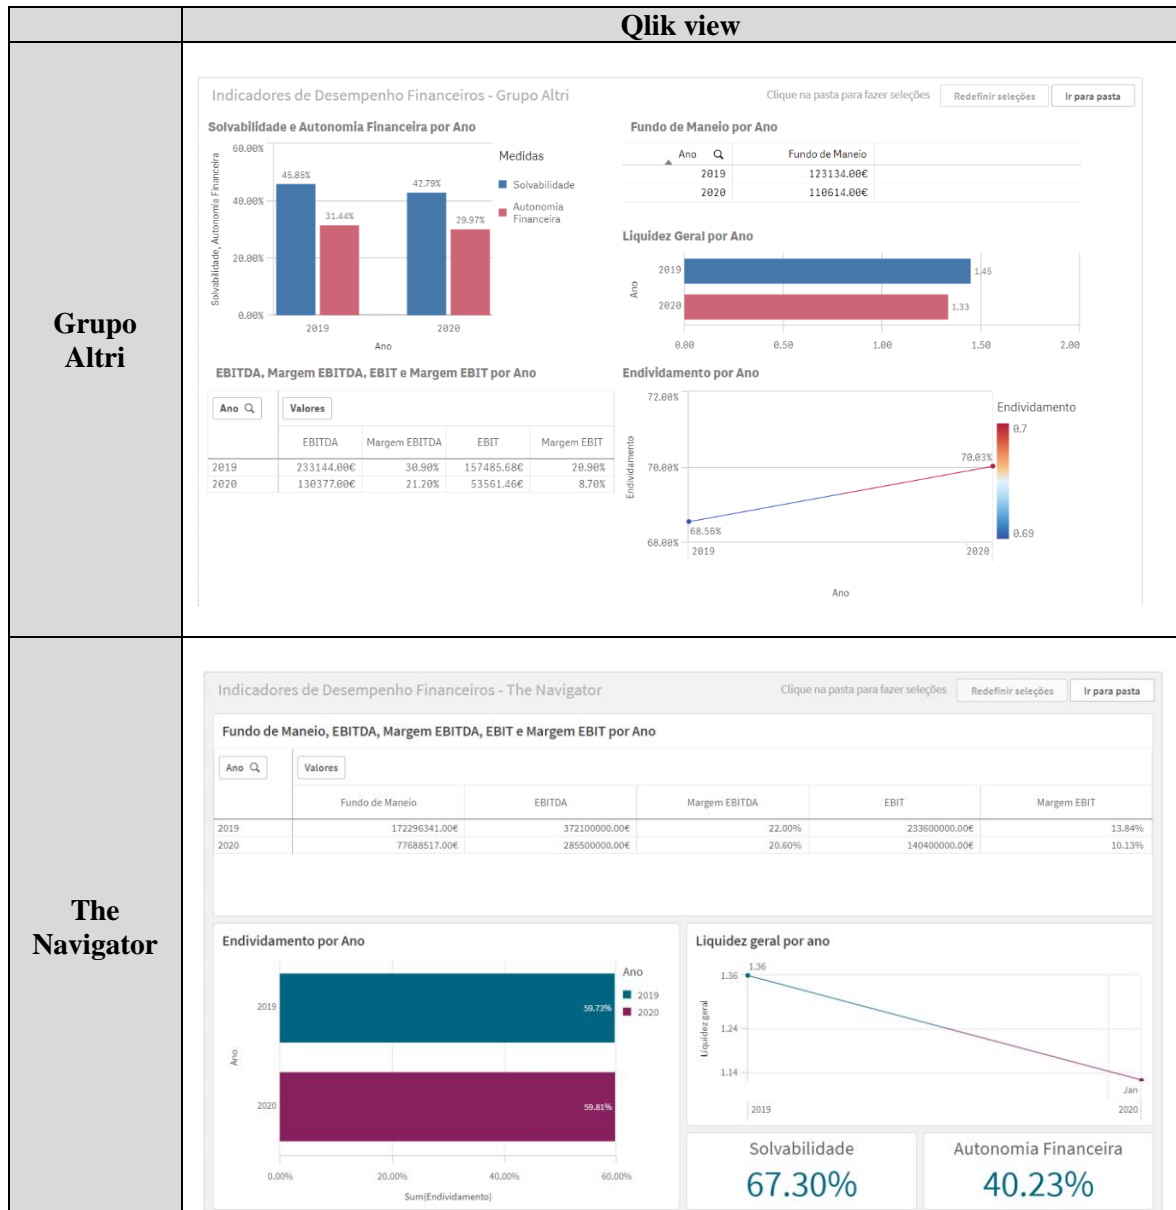 Qlik view
Grupo
Altri
Indicadores de Desempenho Financeiros - Grupo Altri
Clique na pasta para fazer seleções
Redefinir seleções
Ir para pasta
Solvabilidade e Autonomia Financeira por Ano
Solvabilidade, Autonomia Financeira
60.00%
40.00%
20.00%
0.00%
45.85%
31.44%
42.79%
29.97%
2019
2020
Ano
Medidas
Solvabilidade
Autonomia
Financeira
Fundo de Maneio por Ano
Ano Fundo de Maneio
2019 123134.00€
2020 110614.00€
Liquidez Geral por Ano
Ano
2019
1.45
2020
1.33
0.00 0.50 1.00 1.50 2.00
EBITDA, Margem EBITDA, EBIT e Margem EBIT por Ano
Ano
Valores
EBITDA Margem EBITDA EBIT Margem EBIT
2019 233144.00€ 30.90% 157485.68€ 20.90%
2020 130377.00€ 21.20% 53561.46€ 8.70%
Endividamento por Ano
Endividamento
72.00%
70.00%
68.00%
68.56%
70.03%
2019
2020
Ano
Endividamento
0.7
0.69
The
Navigator
Indicadores de Desempenho Financeiros - The Navigator
Clique na pasta para fazer seleções
Redefinir seleções
Ir para pasta
Fundo de Maneio, EBITDA, Margem EBITDA, EBIT e Margem EBIT por Ano
Ano
Valores
Fundo de Maneio EBITDA Margem EBITDA EBIT Margem EBIT
2019 172296341.00€ 372100000.00€ 22.00% 233600000.00€ 13.84%
2020 77688517.00€ 285500000.00€ 20.60% 140400000.00€ 10.13%
Endividamento por Ano
Ano
2019
59.73%
2020
59.81%
0.00% 20.00% 40.00% 60.00%
Sum(Endividamento)
Ano
2019
2020
Liquidez geral por ano
Liquidez geral
1.36
1.24
1.14
1.36
Jan
2019
2020
Solvabilidade
67.30%
Autonomia Financeira
40.23%